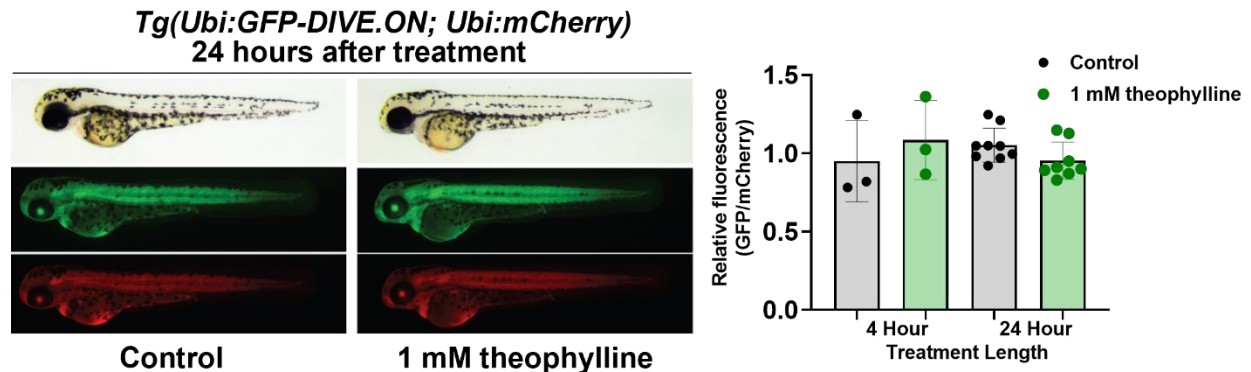 Tg(Ubi:GFP-DIVE.ON; Ubi:mCherry)
24 hours after treatment
Control
1 mM theophylline
Control
1 mM theophylline
Relative fluorescence
(GFP/mCherry)
1.5
1.0
0.5
0.0
4 Hour
24 Hour
Treatment Length